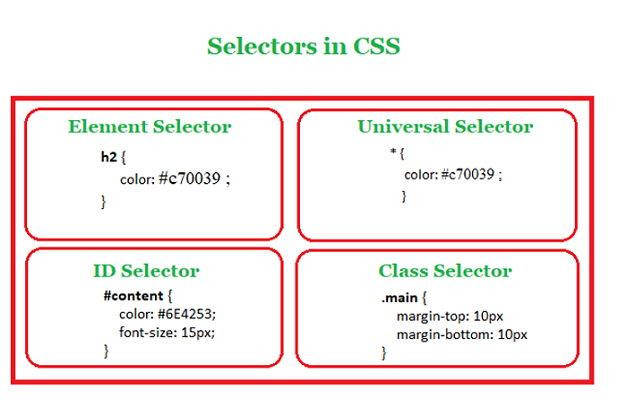 Selectors in CSS
Element Selector
h2 {
color: #c70039 ;
}
Universal Selector
* {
color: #c70039 ;
}
ID Selector
#content {
color: #6E4253;
font-size: 15px;
}
Class Selector
.main {
margin-top: 10px
margin-bottom: 10px
}